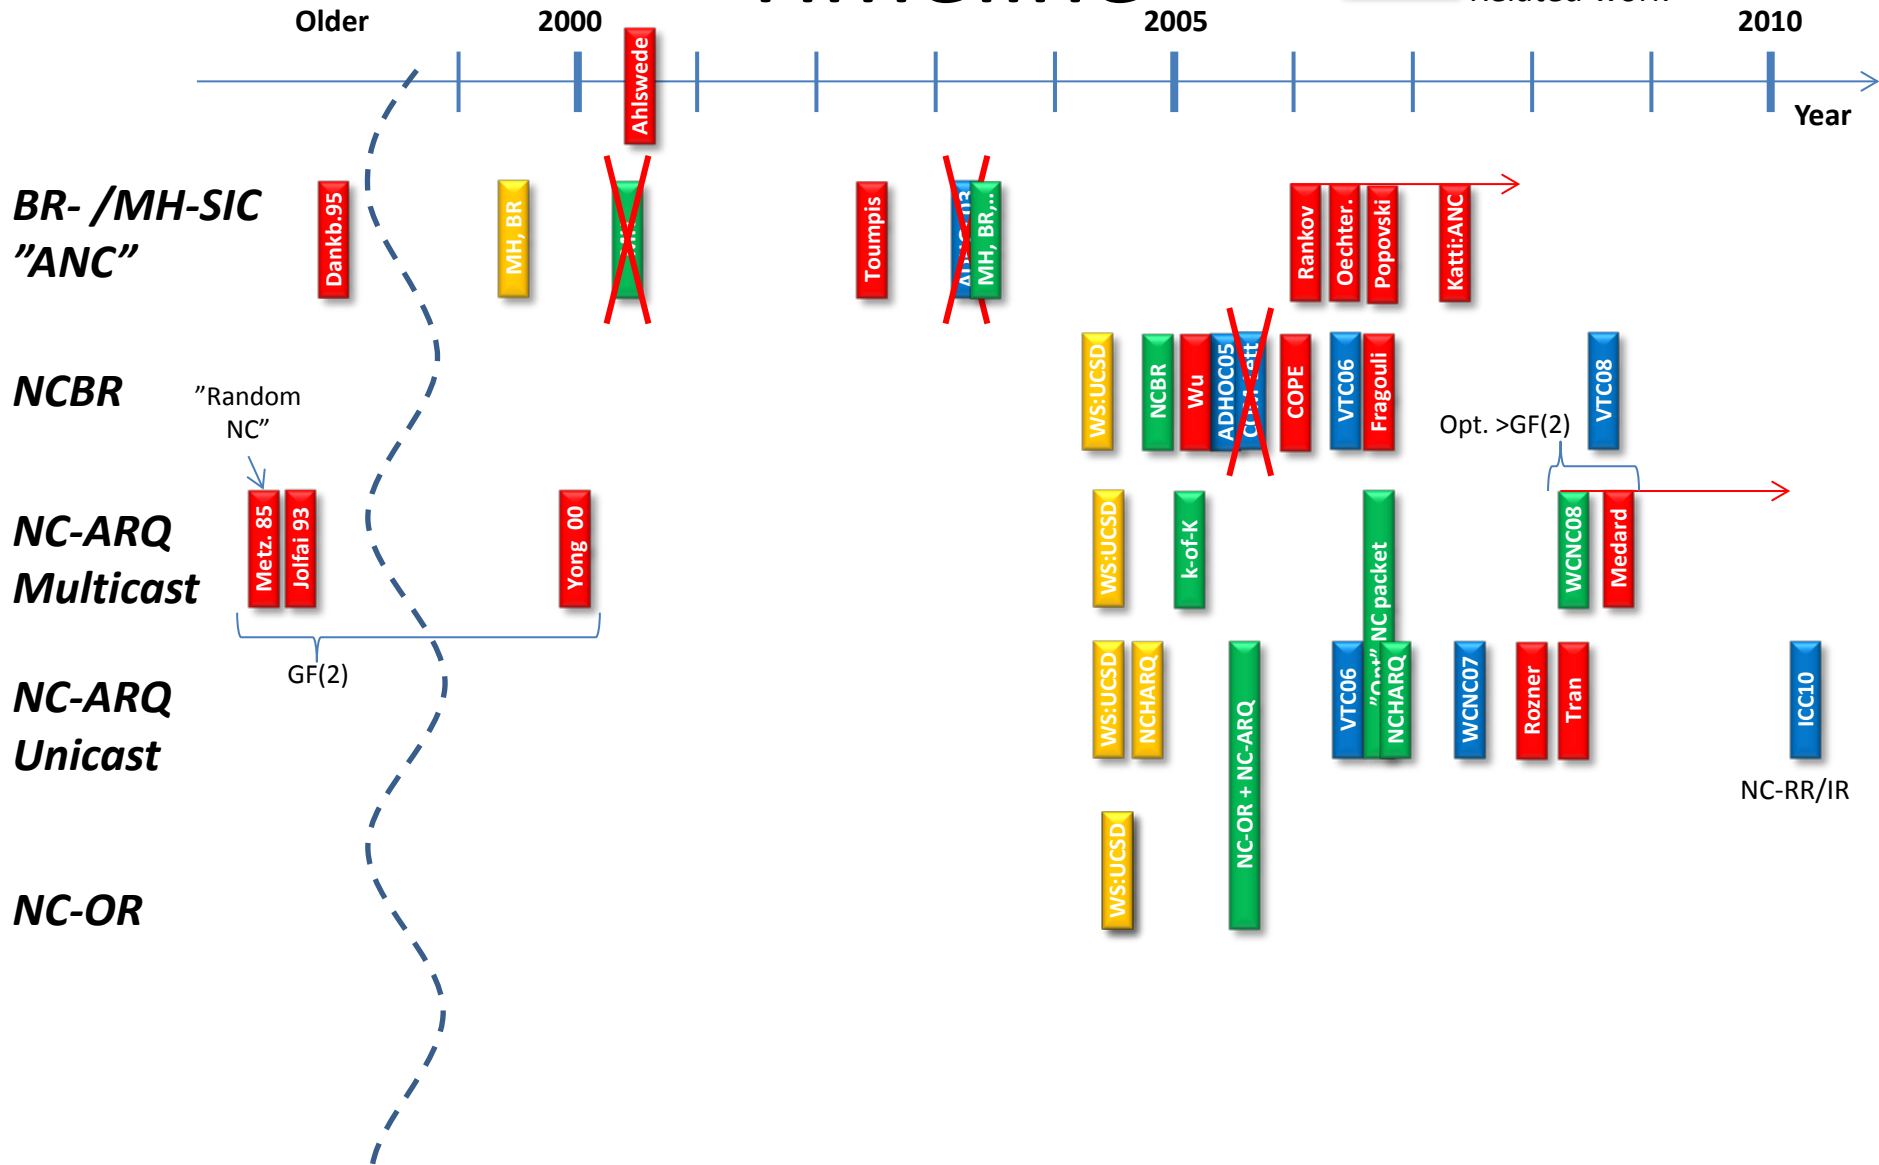 Older
2000
2005
2010
Year
Ahlswede
BR- /MH-SIC
”ANC”
Dankb.95
MH, BR
Toumpis
MH, BR,...
Rankov
Oechter.
Popovski
Katti:ANC
NCBR
WS:UCSD
NCBR
Wu
ADHOC05
COPE
VTC06
Fragouli
VTC08
”Random
NC”
Opt. >GF(2)
NC-ARQ
Multicast
Metz. 85
Jolfai 93
Yong 00
WS:UCSD
k-of-K
”Opt” NC packet
WCNC08
Medard
GF(2)
NC-ARQ
Unicast
WS:UCSD
NCHARQ
NC-OR + NC-ARQ
VTC06
NCHARQ
WCNC07
Rozner
Tran
ICC10
NC-RR/IR
NC-OR
WS:UCSD